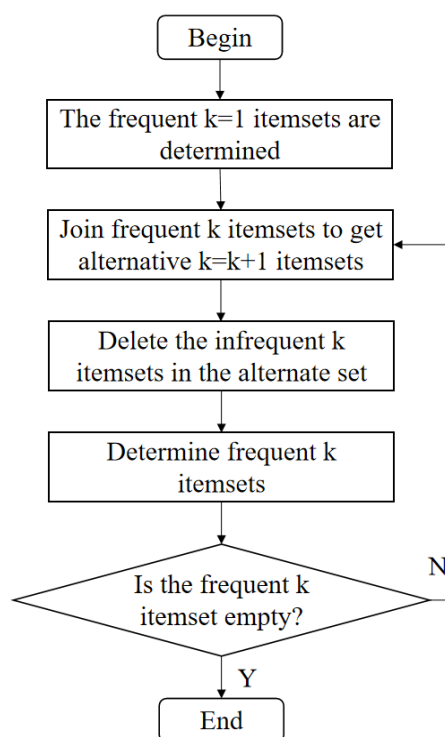 Begin
The frequent k=1 itemsets are
determined
Join frequent k itemsets to get
alternative k=k+1 itemsets
Delete the infrequent k
itemsets in the alternate set
Determine frequent k
itemsets
Is the frequent k
itemset empty?
N
Y
End